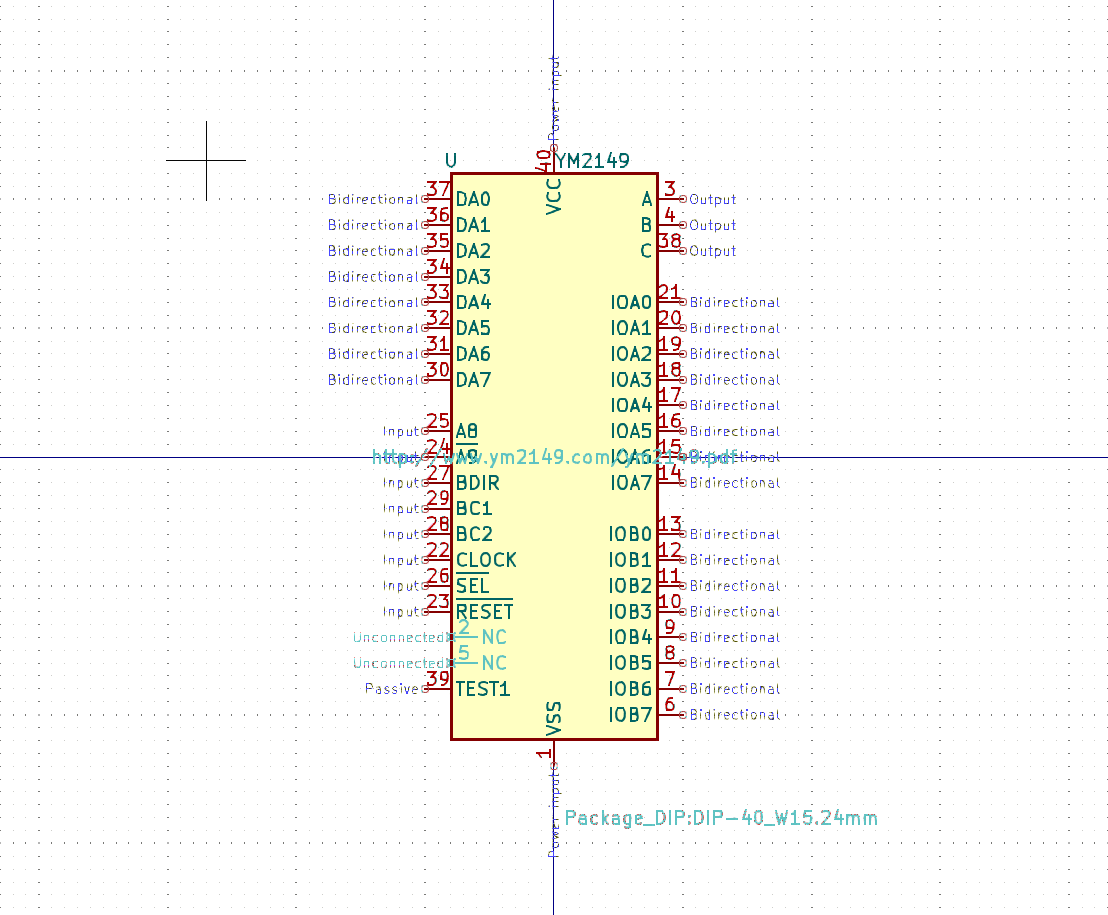 Power input
U 40 YM2149
VCC
Bidirectional 37 DA0 A 3 Output
Bidirectional 36 DA1 B 4 Output
Bidirectional 35 DA2 C 38 Output
Bidirectional 34 DA3
Bidirectional 33 DA4 IOA0 21 Bidirectional
Bidirectional 32 DA5 IOA1 20 Bidirectional
Bidirectional 31 DA6 IOA2 19 Bidirectional
Bidirectional 30 DA7 IOA3 18 Bidirectional
IOA4 17 Bidirectional
Input 25 A8 IOA5 16 Bidirectional
Input 24 A9 IOA6 15 Bidirectional
http://www.ym2149.com/ym2149.pdf
Input 27 BDIR IOA7 14 Bidirectional
Input 29 BC1
Input 28 BC2 IOB0 13 Bidirectional
Input 22 CLOCK IOB1 12 Bidirectional
Input 26 SEL IOB2 11 Bidirectional
Input 23 RESET IOB3 10 Bidirectional
Unconnected 2 NC IOB4 9 Bidirectional
Unconnected 5 NC IOB5 8 Bidirectional
Passive 39 TEST1 IOB6 7 Bidirectional
IOB7 6 Bidirectional
VSS
1
Power input
Package_DIP:DIP-40_W15.24mm